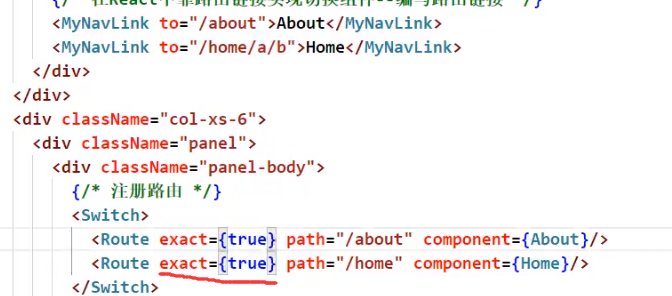 {/* 在React中靠路由链接实现切换组件--编写路由链接 */}
<MyNavLink to="/about">About</MyNavLink>
<MyNavLink to="/home/a/b">Home</MyNavLink>
</div>
</div>
<div className="col-xs-6">
<div className="panel">
<div className="panel-body">
{/* 注册路由 */}
<Switch>
<Route exact={true} path="/about" component={About}/>
<Route exact={true} path="/home" component={Home}/>
</Switch>